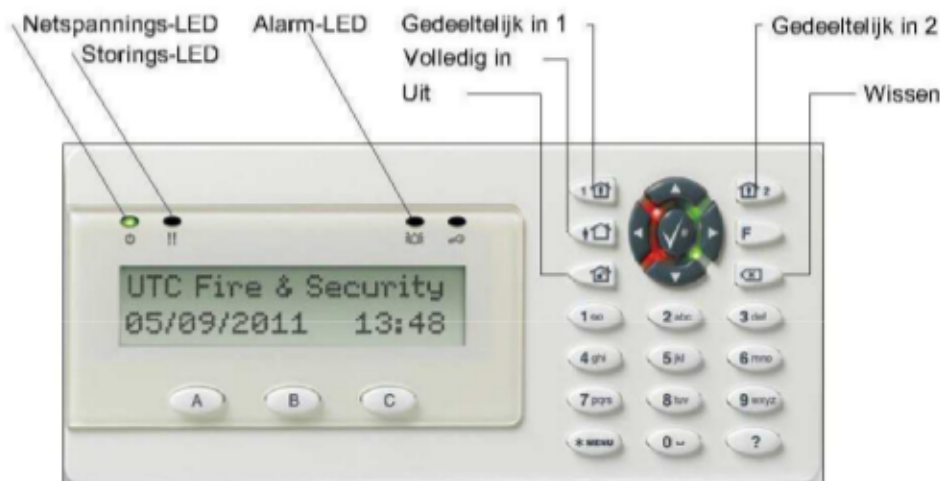 Netspannings-LED
Storings-LED
Alarm-LED
Gedeeltelijk in 1
Volledig in
Uit
Gedeeltelijk in 2
Wissen
UTC Fire & Security
05/09/2011 13:48
A B C
1
2
F
1 2 abc 3 def
4 ghi 5 jkl 6 mno
7 pqrs 8 tuv 9 wxyz
* MENU 0 ?